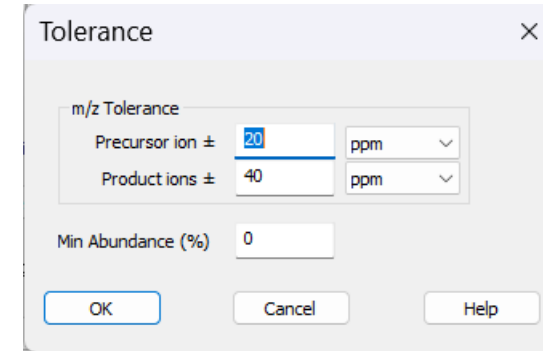 Tolerance
m/z Tolerance
Precursor ion ± 20 ppm
Product ions ± 40 ppm
Min Abundance (%) 0
OK Cancel Help